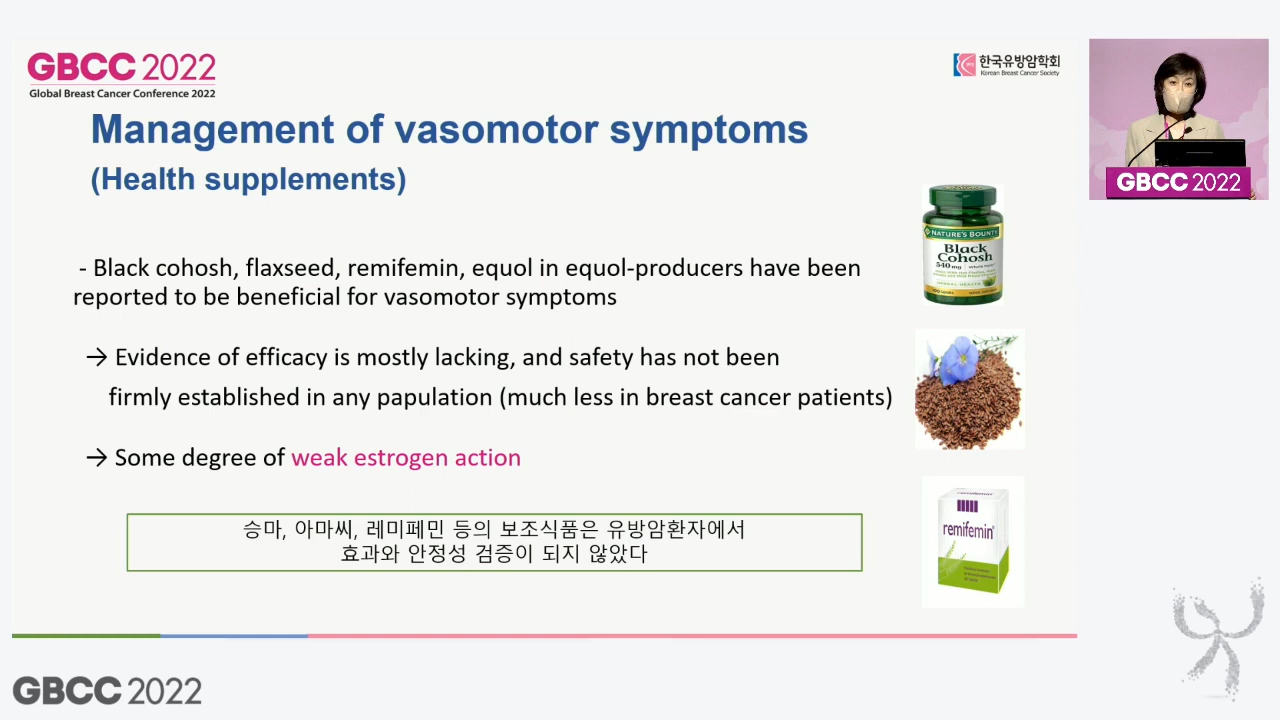 GBCC 2022
Global Breast Cancer Conference 2022
한국유방암학회
Korean Breast Cancer Society
Management of vasomotor symptoms
(Health supplements)
- Black cohosh, flaxseed, remifemin, equol in equol-producers have been
reported to be beneficial for vasomotor symptoms
→ Evidence of efficacy is mostly lacking, and safety has not been
firmly established in any papulation (much less in breast cancer patients)
→ Some degree of weak estrogen action
승마, 아마씨, 레미페민 등의 보조식품은 유방암환자에서
효과와 안정성 검증이 되지 않았다
NATURE'S BOUNTY
Black
Cohosh
540 mg
remifemin
GBCC 2022
GBCC 2022